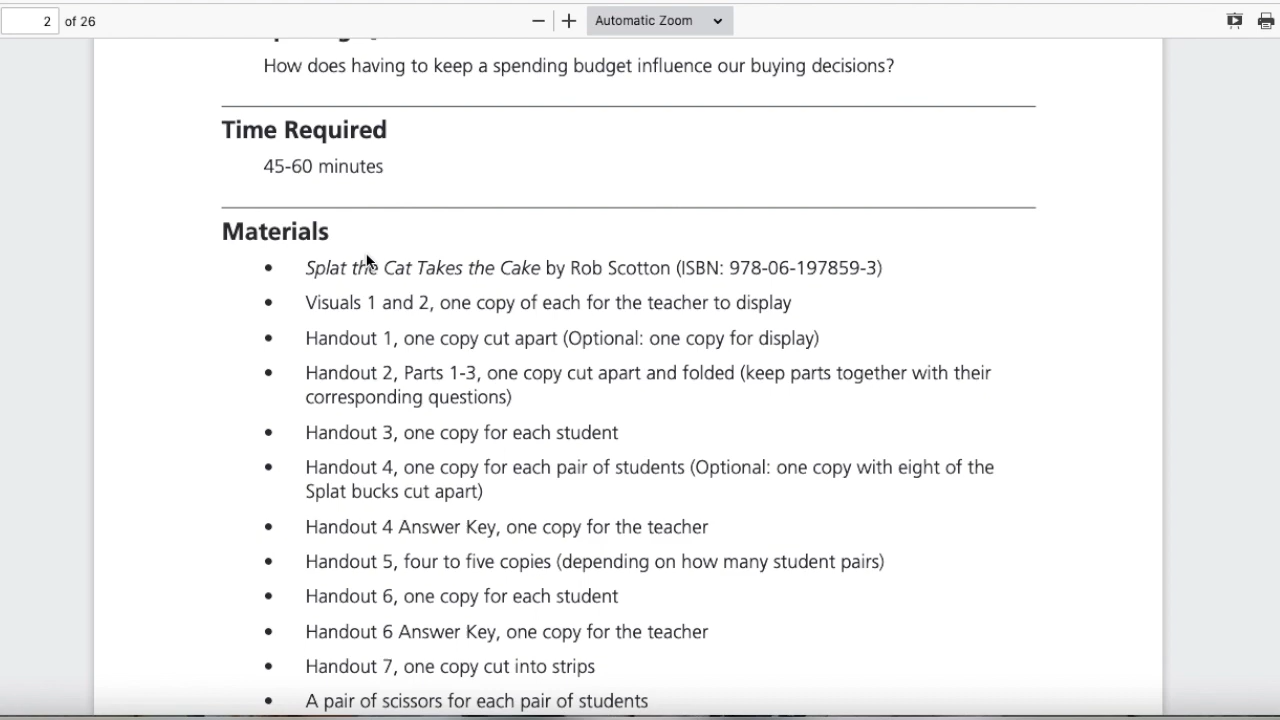 2 of 26 Automatic Zoom
How does having to keep a spending budget influence our buying decisions?
Time Required
45-60 minutes
Materials
• Splat the Cat Takes the Cake by Rob Scotton (ISBN: 978-06-197859-3)
• Visuals 1 and 2, one copy of each for the teacher to display
• Handout 1, one copy cut apart (Optional: one copy for display)
• Handout 2, Parts 1-3, one copy cut apart and folded (keep parts together with their
corresponding questions)
• Handout 3, one copy for each student
• Handout 4, one copy for each pair of students (Optional: one copy with eight of the
Splat bucks cut apart)
• Handout 4 Answer Key, one copy for the teacher
• Handout 5, four to five copies (depending on how many student pairs)
• Handout 6, one copy for each student
• Handout 6 Answer Key, one copy for the teacher
• Handout 7, one copy cut into strips
• A pair of scissors for each pair of students